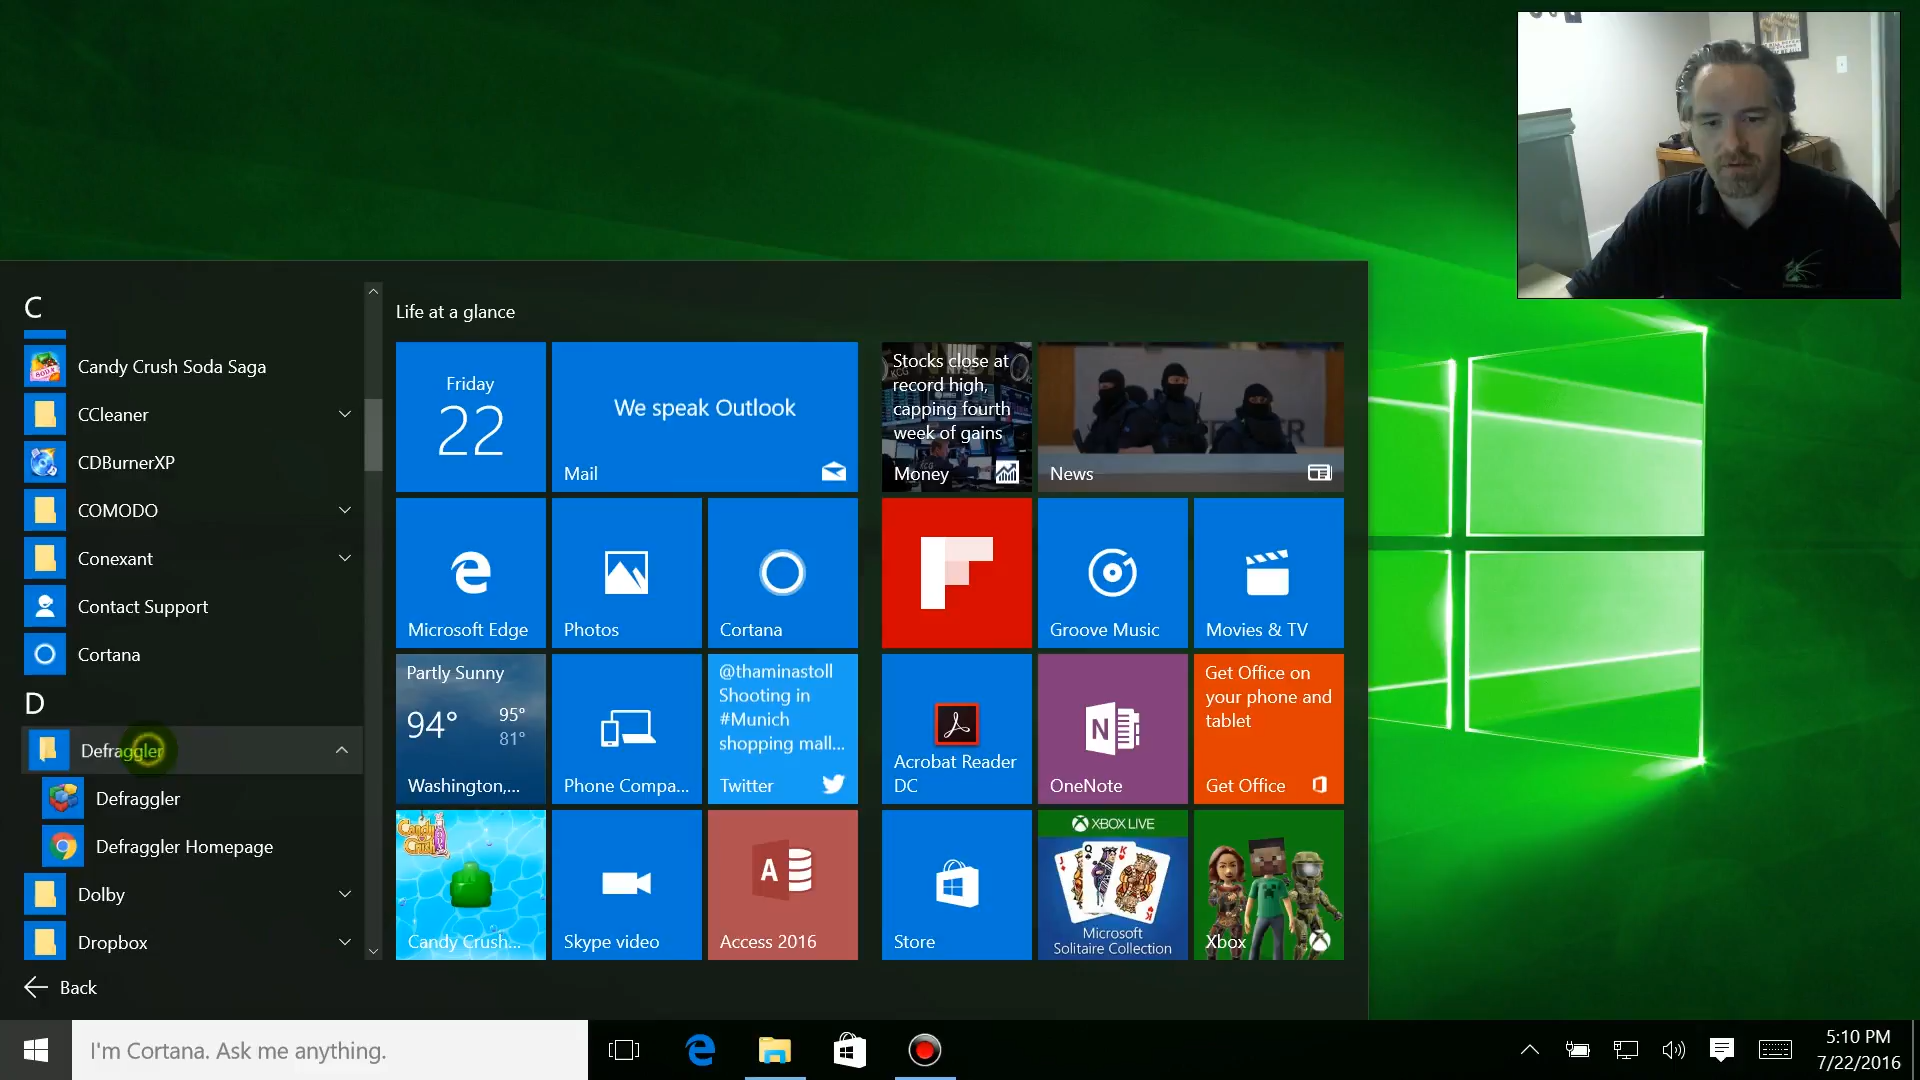 C
Candy Crush Soda Saga
CCleaner
CDBurnerXP
COMODO
Conexant
Contact Support
Cortana
D
Defraggler
Defraggler
Defraggler Homepage
Dolby
Dropbox
Back
Life at a glance
Friday
22
We speak Outlook
Mail
Stocks close at
record high,
capping fourth
week of gains
Money
News
Microsoft Edge
Photos
Cortana
Groove Music
Movies & TV
Partly Sunny
94°
95°
81°
Washington,...
Phone Compa...
@thaminastoll
Shooting in
#Munich
shopping mall...
Twitter
Acrobat Reader
DC
N
OneNote
Get Office on
your phone and
tablet
Get Office
Candy Crush...
Skype video
A
Access 2016
Store
XBOX LIVE
Microsoft
Solitaire Collection
Xbox
I'm Cortana. Ask me anything.
5:10 PM
7/22/2016